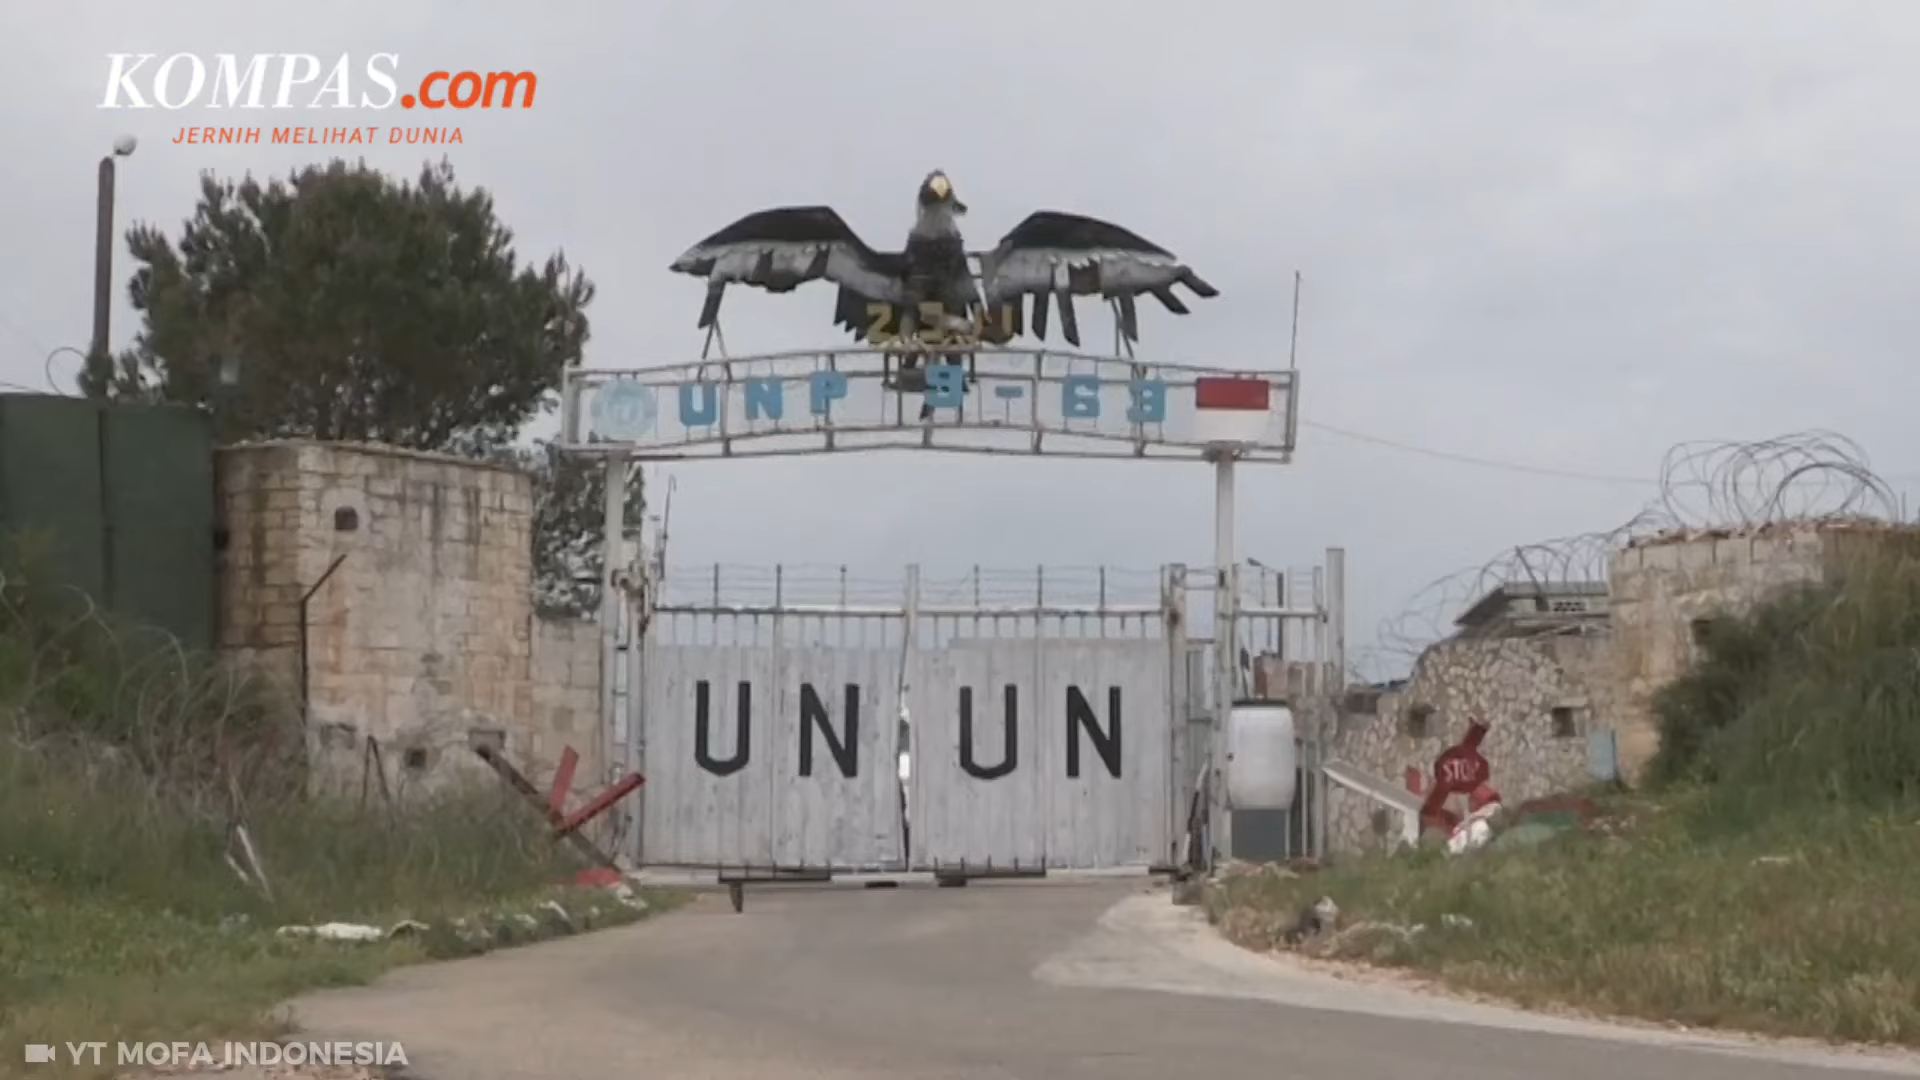 KOMPAS.com
JERNIH MELIHAT DUNIA
UNP 9-63
UN UN
STOP
YT MOFA INDONESIA